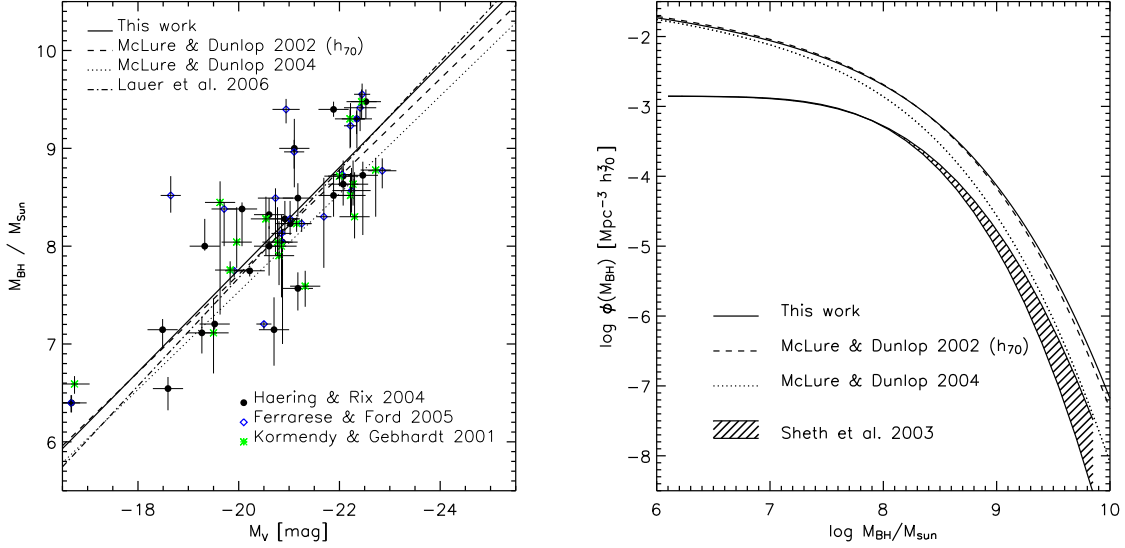 This work
McLure & Dunlop 2002 (h70)
McLure & Dunlop 2004
Lauer et al. 2006
10
9
8
7
6
MBH / MSun
Haering & Rix 2004
Ferrarese & Ford 2005
Kormendy & Gebhardt 2001
-18
-20
-22
-24
MV [mag]
-2
-3
-4
-5
-6
-7
-8
log ϕ(MBH) [Mpc−3 h370]
This work
McLure & Dunlop 2002 (h70)
McLure & Dunlop 2004
Sheth et al. 2003
6
7
8
9
10
log MBH/Msun